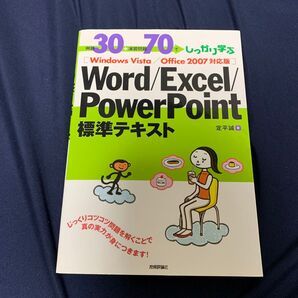 例題30+演習問題70でしっかり学ぶ
Windows Vista/Office 2007対応版
Word/Excel/
PowerPoint
標準テキスト
定平誠 著
じっくりコツコツ問題を解くことで
真の実力が身につきます!
技術評論社